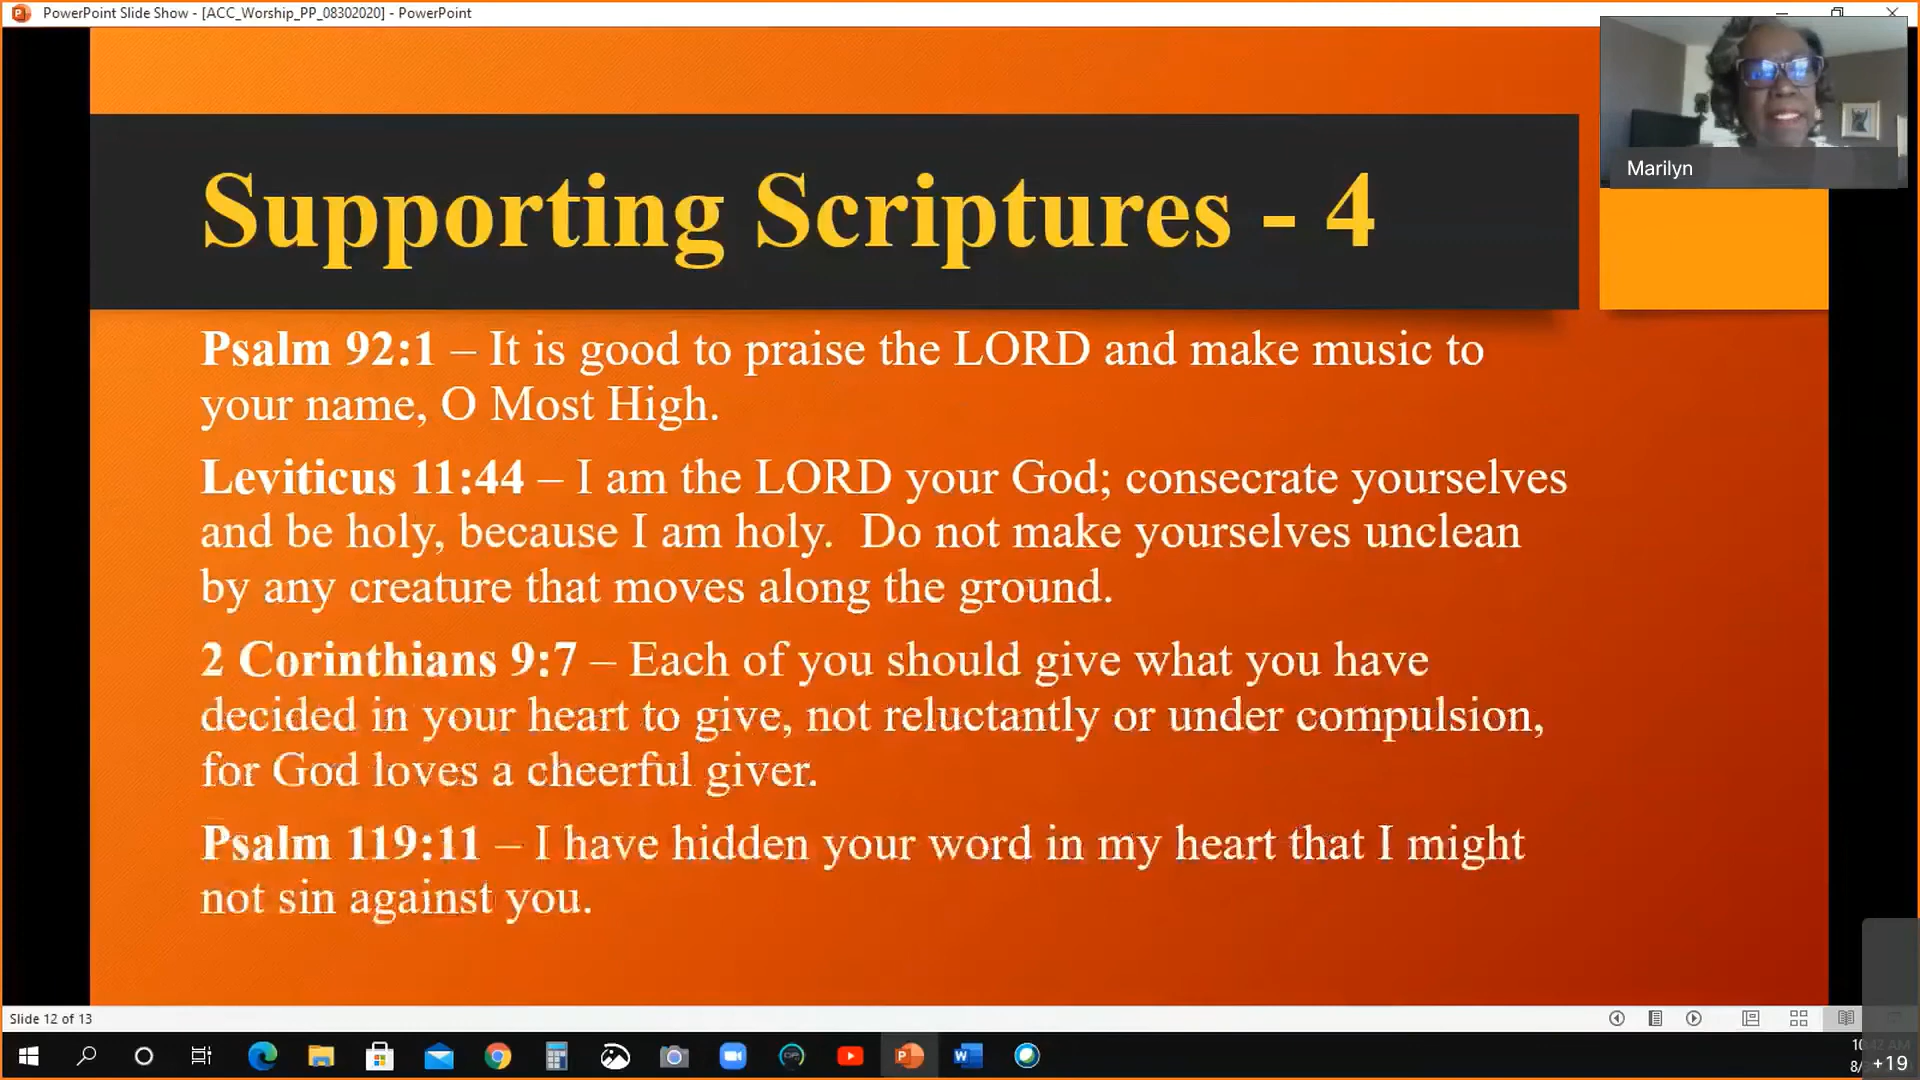 PowerPoint Slide Show - [ACC_Worship_PP_08302020] - PowerPoint
Marilyn
Supporting Scriptures - 4
Psalm 92:1 – It is good to praise the LORD and make music to
your name, O Most High.
Leviticus 11:44 – I am the LORD your God; consecrate yourselves
and be holy, because I am holy.  Do not make yourselves unclean
by any creature that moves along the ground.
2 Corinthians 9:7 – Each of you should give what you have
decided in your heart to give, not reluctantly or under compulsion,
for God loves a cheerful giver.
Psalm 119:11 – I have hidden your word in my heart that I might
not sin against you.
Slide 12 of 13
+19